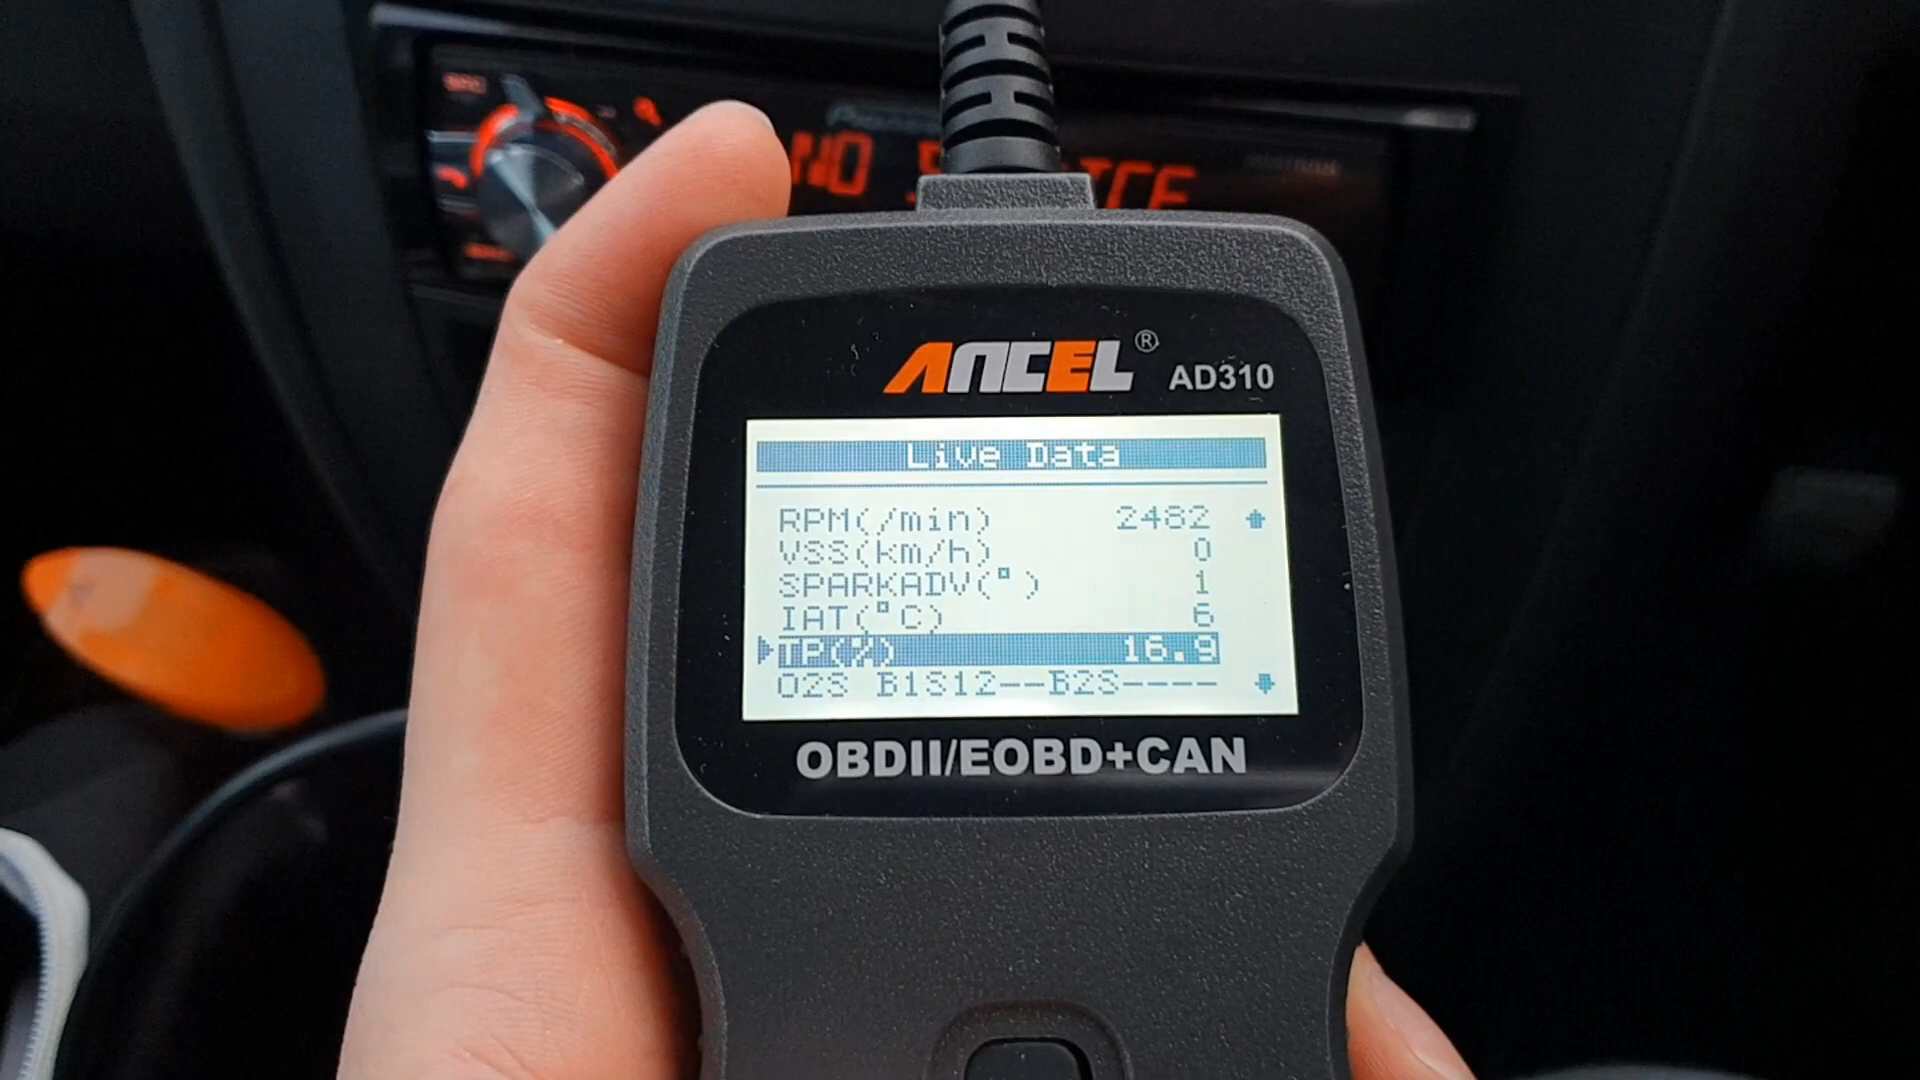 NO
ANCEL®
AD310
Live Data
RPM(/min) 2482
VSS(km/h) 0
SPARKADV(°) 1
IAT(°C) 6
TP(%) 16.9
O2S B1S12--B2S----
OBDII/EOBD+CAN